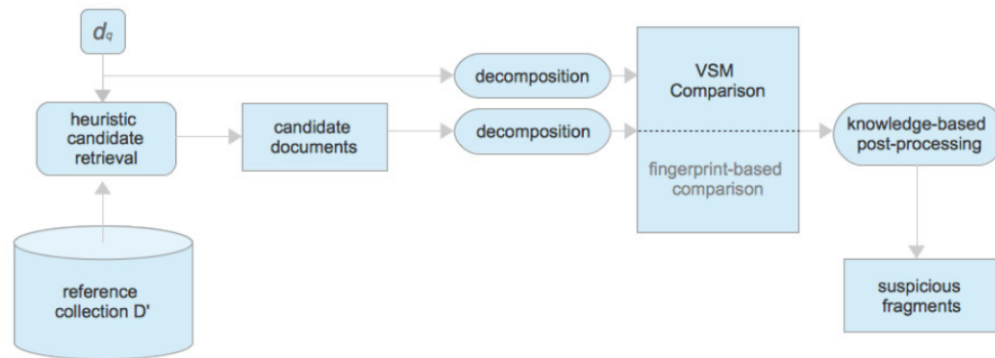 dq
decomposition
VSM
Comparison
heuristic
candidate
retrieval
candidate
documents
decomposition
knowledge-based
post-processing
fingerprint-based
comparison
reference
collection D'
suspicious
fragments